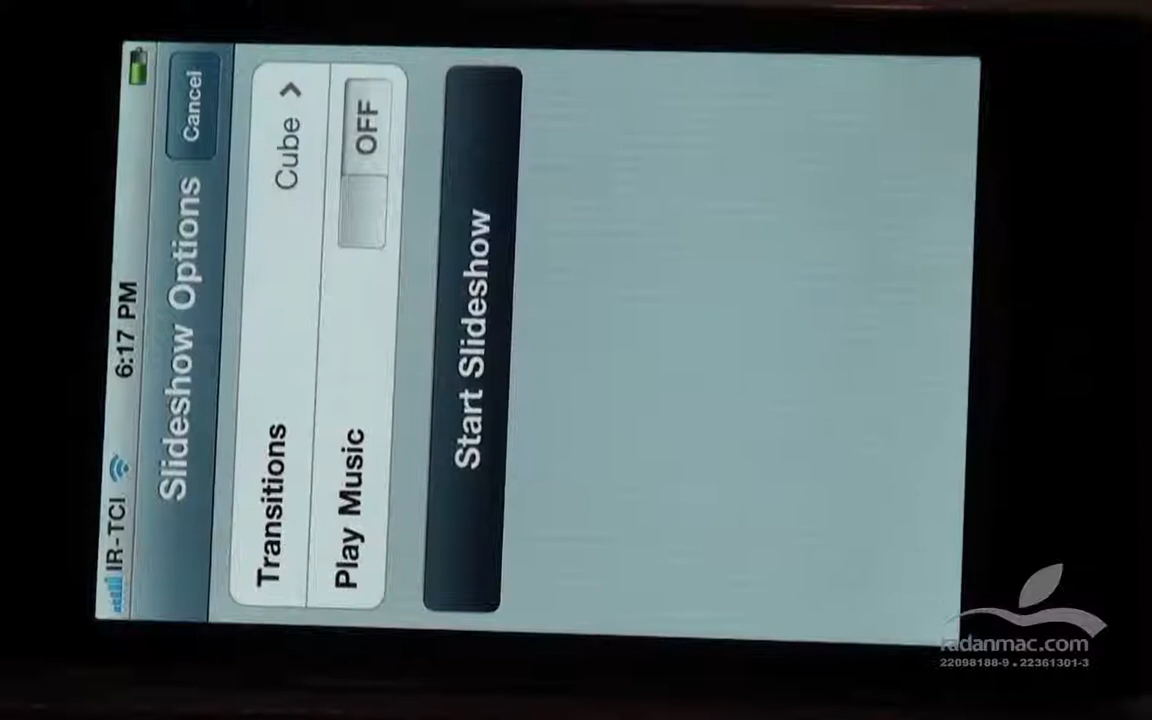 IR-TCI 6:17 PM
Slideshow Options Cancel
Transitions Cube
Play Music OFF
Start Slideshow
radanmac.com
22098188-9 . 22361301-3